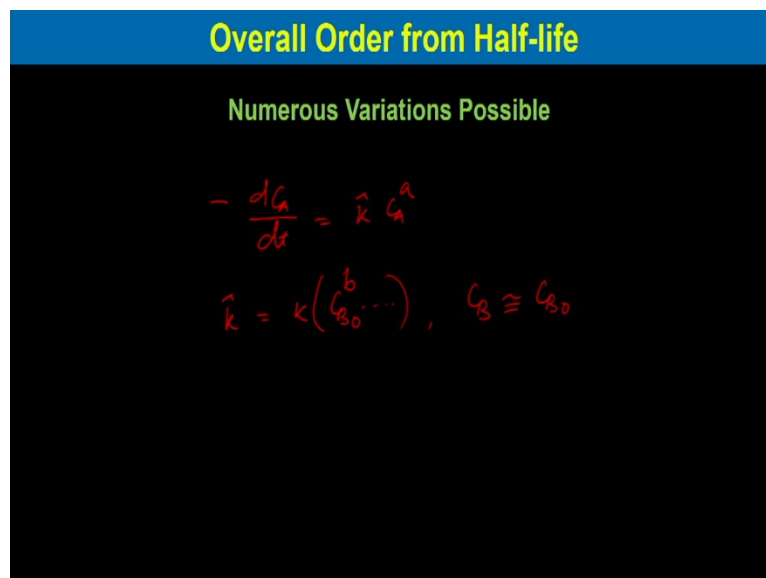 Overall Order from Half-life
Numerous Variations Possible
- dC_A/dt = k̂ C_A^a
k̂ = k(C_B0^b ....), C_B ≅ C_B0